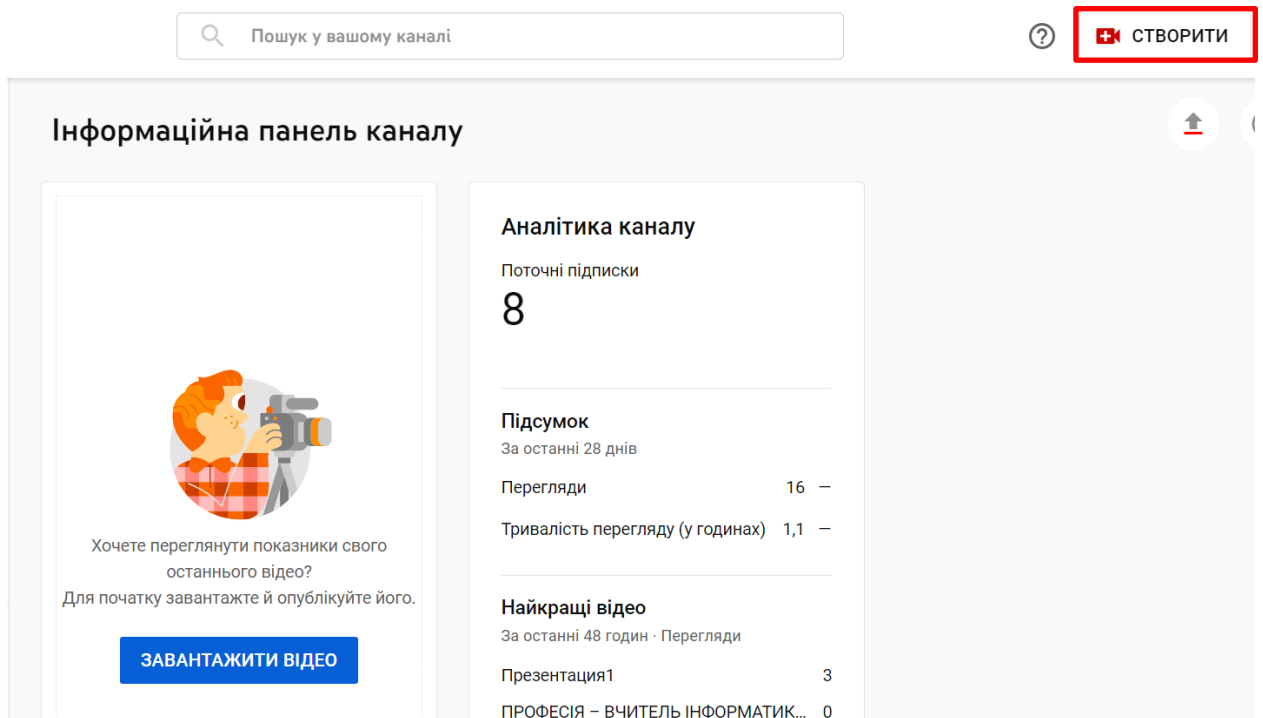 Пошук у вашому каналі
СТВОРИТИ
Інформаційна панель каналу
Хочете переглянути показники свого
останнього відео?
Для початку завантажте й опублікуйте його.
ЗАВАНТАЖИТИ ВІДЕО
Аналітика каналу
Поточні підписки
8
Підсумок
За останні 28 днів
Перегляди 16 —
Тривалість перегляду (у годинах) 1,1 —
Найкращі відео
За останні 48 годин · Перегляди
Презентация1 3
ПРОФЕСІЯ – ВЧИТЕЛЬ ІНФОРМАТИК... 0